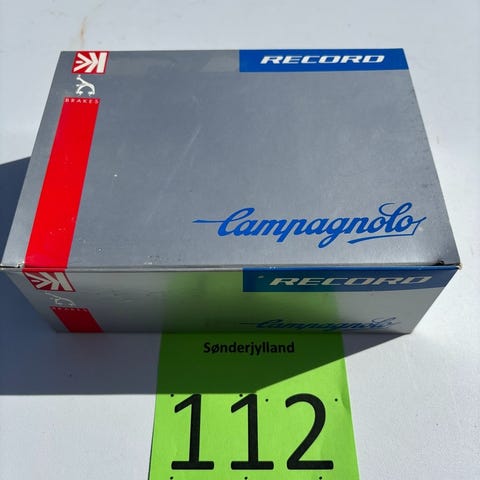 RECORD
BRAKES
Campagnolo
RECORD
Campagnolo
Sønderjylland
112